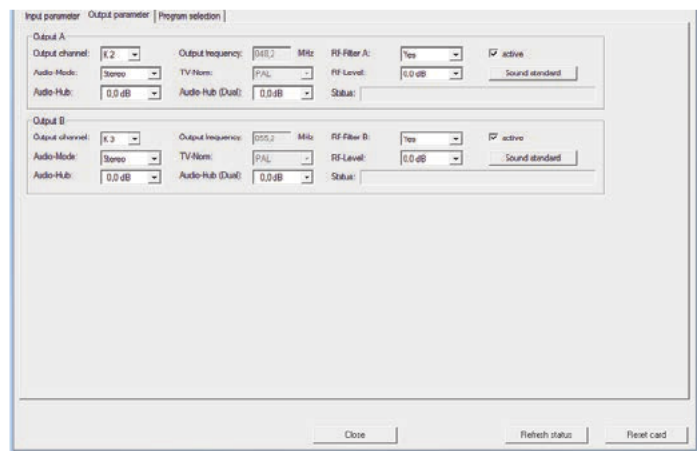 Input parameter Output parameter Program selection
Output A
Output channel: K 2 Output frequency: 048,2 MHz RF-Filter A: Yes active
Audio-Mode: Stereo TV-Norm: PAL RF-Level: 0,0 dB Sound standard
Audio-Hub: 0,0 dB Audio-Hub (Dual): 0,0 dB Status:
Output B
Output channel: K 3 Output frequency: 055,2 MHz RF-Filter B: Yes active
Audio-Mode: Stereo TV-Norm: PAL RF-Level: 0,0 dB Sound standard
Audio-Hub: 0,0 dB Audio-Hub (Dual): 0,0 dB Status:
Close Refresh status Reset card